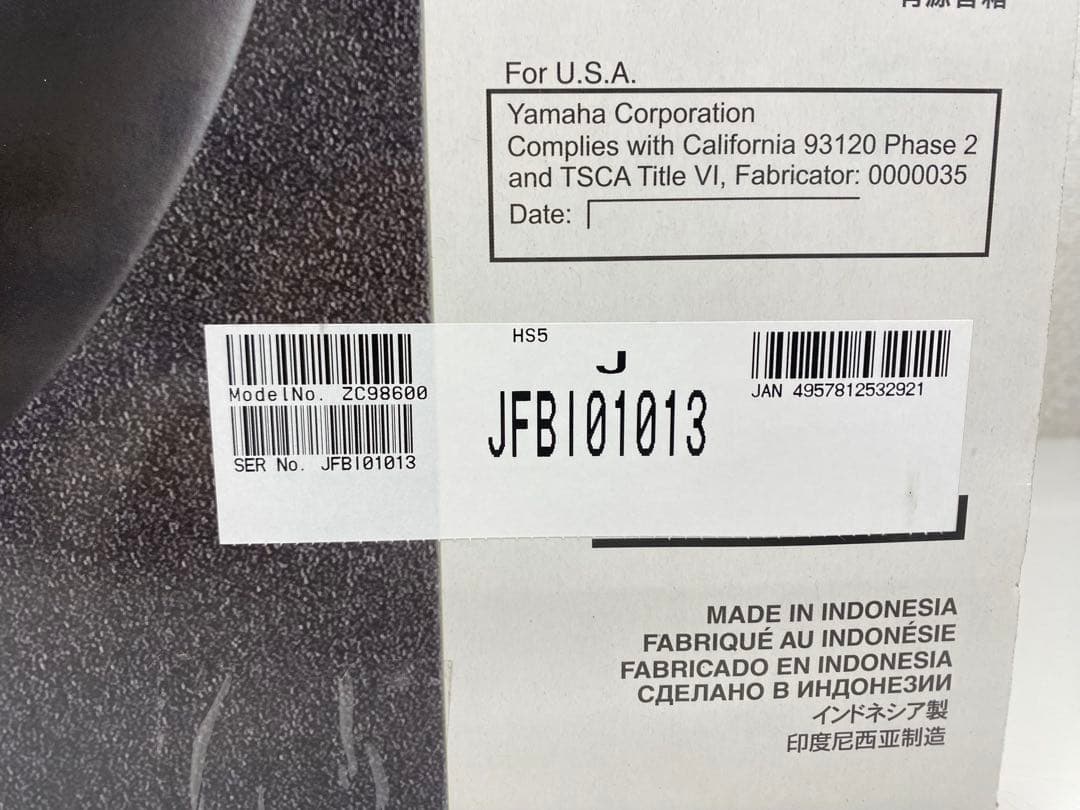 For U.S.A.
Yamaha Corporation
Complies with California 93120 Phase 2
and TSCA Title VI, Fabricator: 0000035
Date:
HS5
J
JFBI01013
ModelNo. ZC98600
SER No. JFBI01013
JAN 4957812532921
MADE IN INDONESIA
FABRIQUÉ AU INDONÉSIE
FABRICADO EN INDONESIA
СДЕЛАНО В ИНДОНЕЗИИ
インドネシア製
印度尼西亚制造